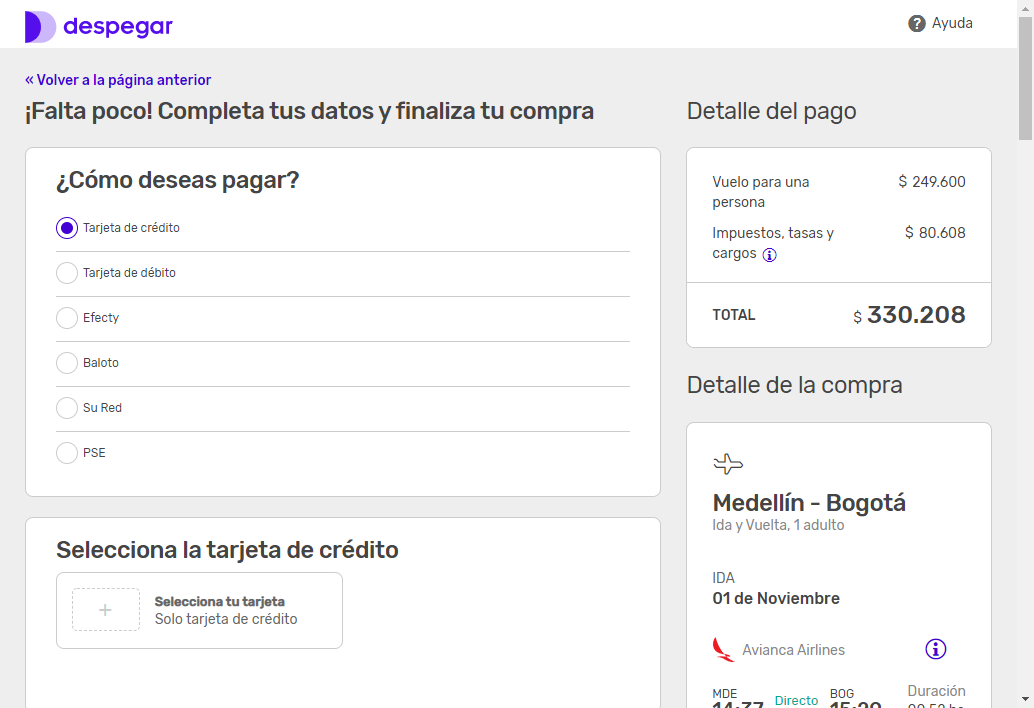 despegar
Ayuda
« Volver a la página anterior
¡Falta poco! Completa tus datos y finaliza tu compra
¿Cómo deseas pagar?
Tarjeta de crédito
Tarjeta de débito
Efecty
Baloto
Su Red
PSE
Selecciona la tarjeta de crédito
Selecciona tu tarjeta
Solo tarjeta de crédito
Detalle del pago
Vuelo para una $ 249.600
persona
Impuestos, tasas y $ 80.608
cargos
TOTAL $ 330.208
Detalle de la compra
Medellín - Bogotá
Ida y Vuelta, 1 adulto
IDA
01 de Noviembre
Avianca Airlines
MDE Directo BOG Duración